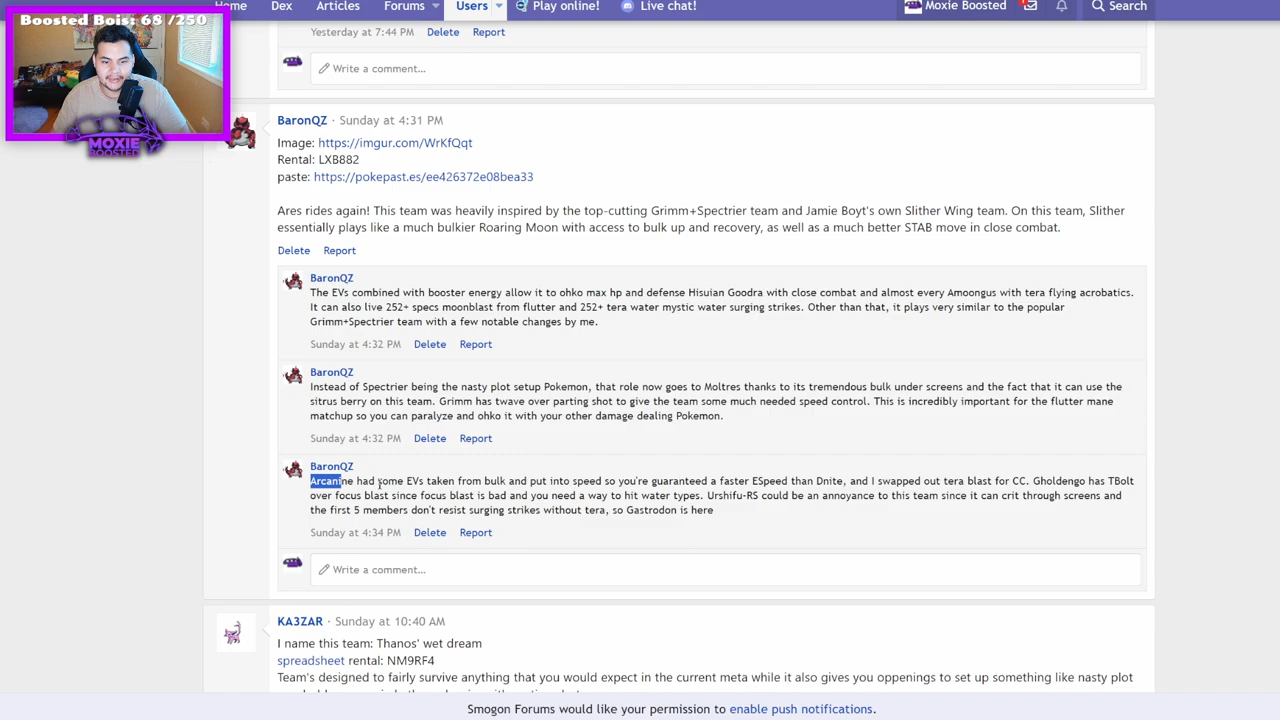 Boosted Bois: 68 /250
Home Dex Articles Forums Users Play online! Live chat! Moxie Boosted Search
MOXIE
BOOSTED
Yesterday at 7:44 PM Delete Report
Write a comment...
BaronQZ · Sunday at 4:31 PM
Image: https://imgur.com/WrKfQqt
Rental: LXB882
paste: https://pokepast.es/ee426372e08bea33
Ares rides again! This team was heavily inspired by the top-cutting Grimm+Spectrier team and Jamie Boyt's own Slither Wing team. On this team, Slither
essentially plays like a much bulkier Roaring Moon with access to bulk up and recovery, as well as a much better STAB move in close combat.
Delete Report
BaronQZ
The EVs combined with booster energy allow it to ohko max hp and defense Hisuian Goodra with close combat and almost every Amoongus with tera flying acrobatics.
It can also live 252+ specs moonblast from flutter and 252+ tera water mystic water surging strikes. Other than that, it plays very similar to the popular
Grimm+Spectrier team with a few notable changes by me.
Sunday at 4:32 PM Delete Report
BaronQZ
Instead of Spectrier being the nasty plot setup Pokemon, that role now goes to Moltres thanks to its tremendous bulk under screens and the fact that it can use the
sitrus berry on this team. Grimm has twave over parting shot to give the team some much needed speed control. This is incredibly important for the flutter mane
matchup so you can paralyze and ohko it with your other damage dealing Pokemon.
Sunday at 4:32 PM Delete Report
BaronQZ
Arcanine had some EVs taken from bulk and put into speed so you're guaranteed a faster ESpeed than Dnite, and I swapped out tera blast for CC. Gholdengo has TBolt
over focus blast since focus blast is bad and you need a way to hit water types. Urshifu-RS could be an annoyance to this team since it can crit through screens and
the first 5 members don't resist surging strikes without tera, so Gastrodon is here
Sunday at 4:34 PM Delete Report
Write a comment...
KA3ZAR · Sunday at 10:40 AM
I name this team: Thanos' wet dream
spreadsheet rental: NM9RF4
Team's designed to fairly survive anything that you would expect in the current meta while it also gives you oppenings to set up something like nasty plot
Smogon Forums would like your permission to enable push notifications.